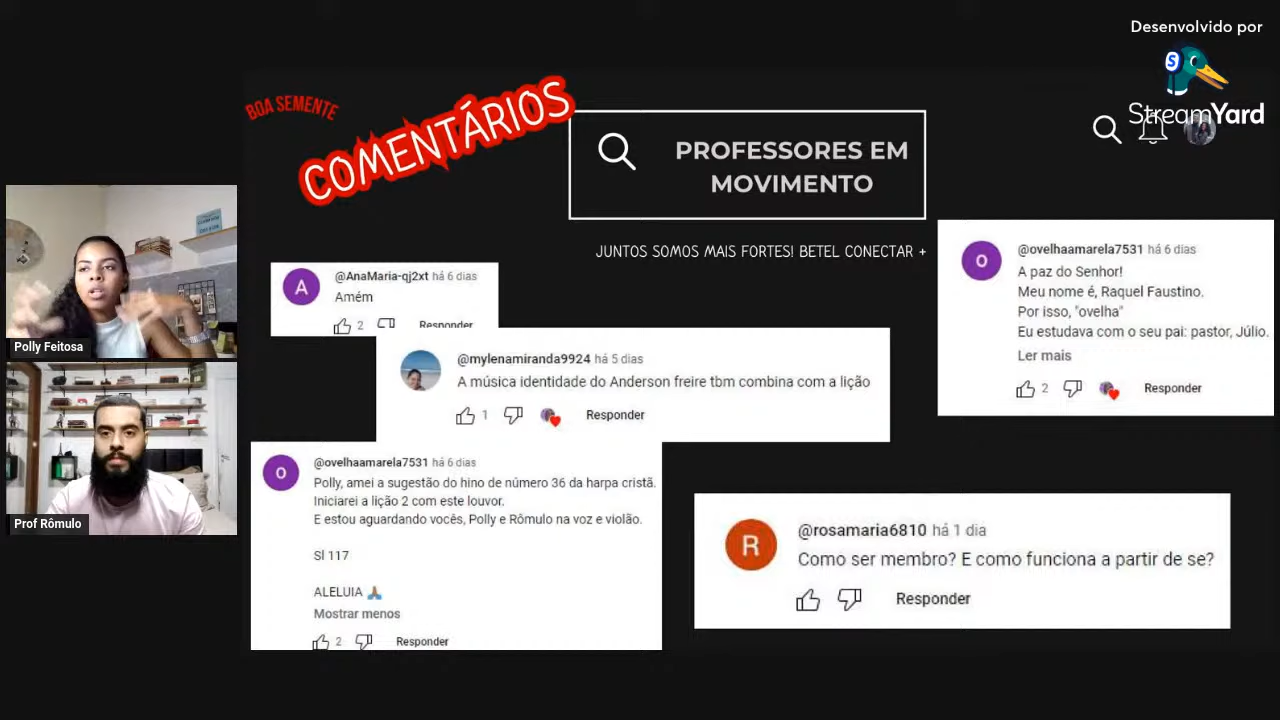 Desenvolvido por
StreamYard
BOA SEMENTE
COMENTÁRIOS
PROFESSORES EM
MOVIMENTO
JUNTOS SOMOS MAIS FORTES! BETEL CONECTAR +
@AnaMaria-qj2xt há 6 dias
Amém
2 Responder
@mylenamiranda9924 há 5 dias
A música identidade do Anderson freire tbm combina com a lição
1 Responder
@ovelhaamarela7531 há 6 dias
A paz do Senhor!
Meu nome é, Raquel Faustino.
Por isso, "ovelha"
Eu estudava com o seu pai: pastor, Júlio.
Ler mais
2 Responder
@ovelhaamarela7531 há 6 dias
Polly, amei a sugestão do hino de número 36 da harpa cristã.
Iniciarei a lição 2 com este louvor.
E estou aguardando vocês, Polly e Rômulo na voz e violão.
Sl 117
ALELUIA 🙏🏽
Mostrar menos
2 Responder
@rosamaria6810 há 1 dia
Como ser membro? E como funciona a partir de se?
Responder
Polly Feitosa
Prof Rômulo
A
O
O
R
S